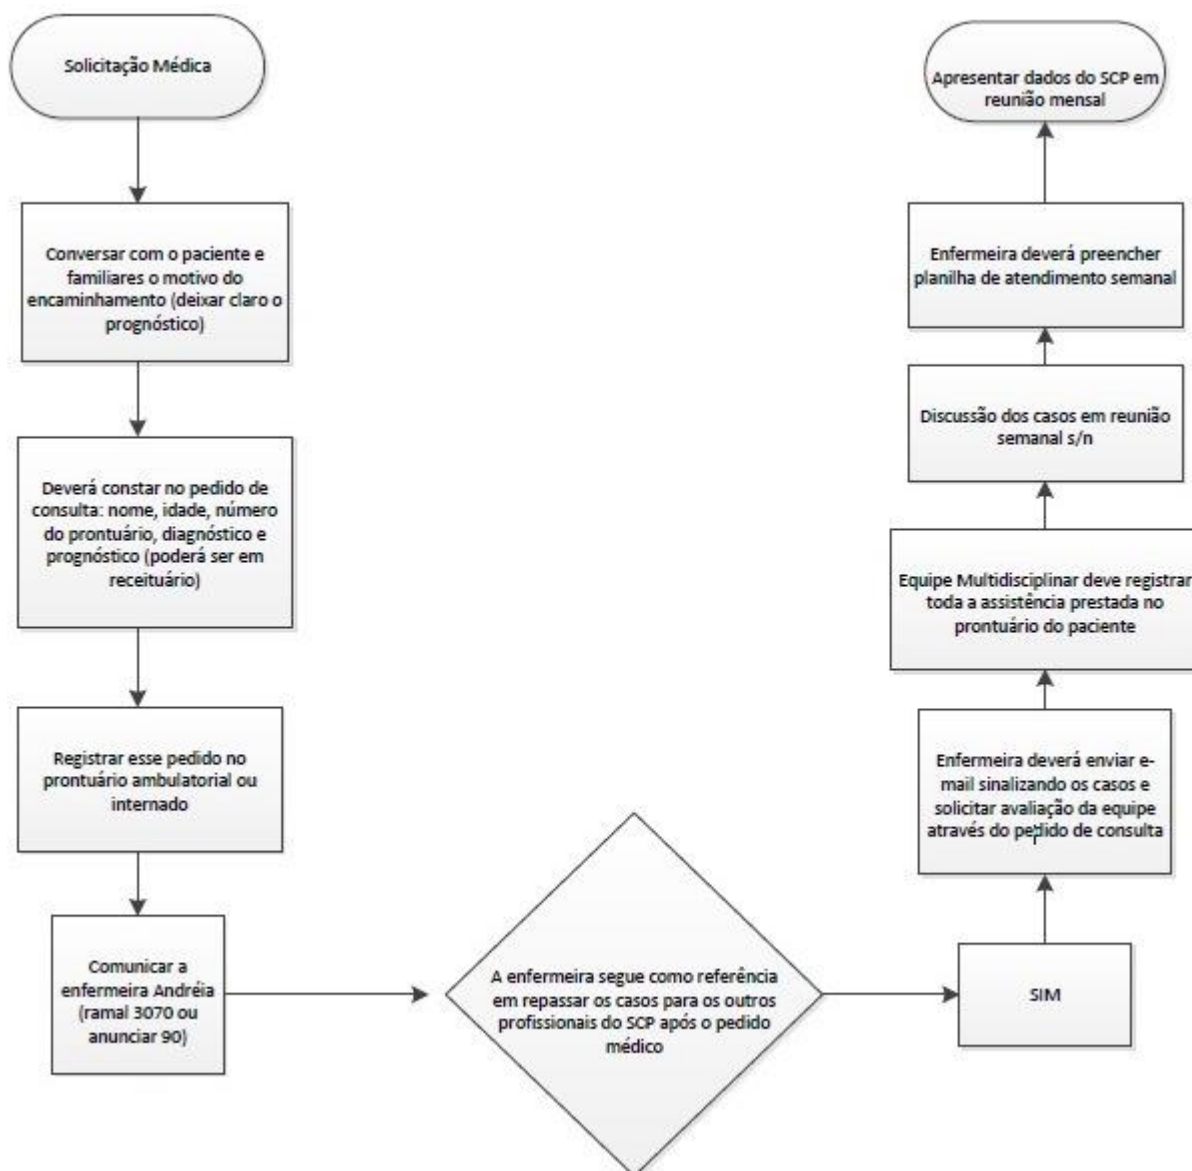 Solicitação Médica
Conversar com o paciente e
familiares o motivo do
encaminhamento (deixar claro o
prognóstico)
Deverá constar no pedido de
consulta: nome, idade, número
do prontuário, diagnóstico e
prognóstico (poderá ser em
receituário)
Registrar esse pedido no
prontuário ambulatorial ou
internado
Comunicar a
enfermeira Andréia
(ramal 3070 ou
anunciar 90)
A enfermeira segue como referência
em repassar os casos para os outros
profissionais do SCP após o pedido
médico
SIM
Enfermeira deverá enviar e-
mail sinalizando os casos e
solicitar avaliação da equipe
através do pedido de consulta
Equipe Multidisciplinar deve registrar
toda a assistência prestada no
prontuário do paciente
Discussão dos casos em reunião
semanal s/n
Enfermeira deverá preencher
planilha de atendimento semanal
Apresentar dados do SCP em
reunião mensal